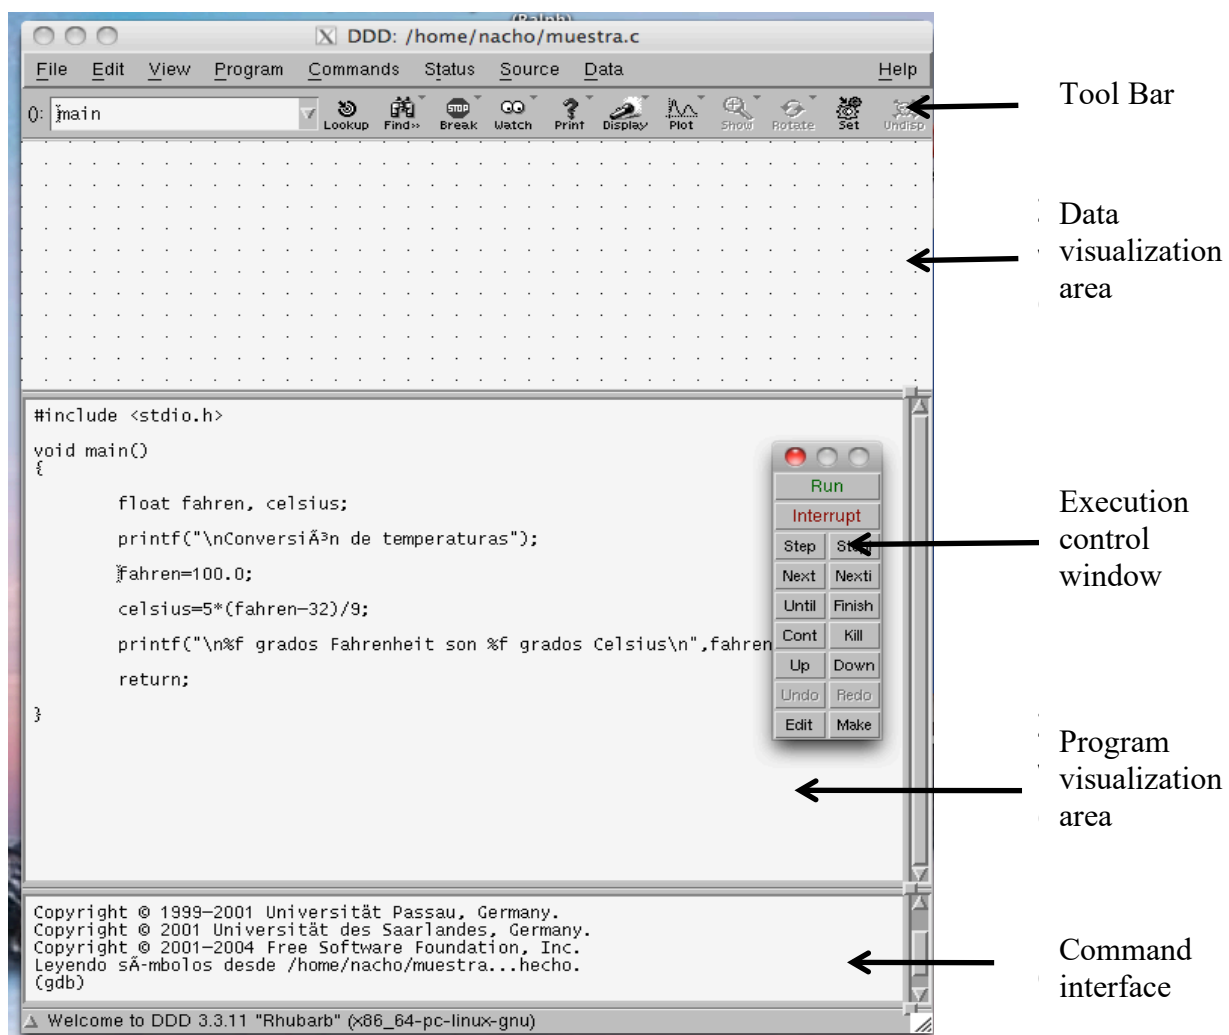 (Ralph)
DDD: /home/nacho/muestra.c
File Edit View Program Commands Status Source Data Help
(): main
Lookup Find>> Break Watch Print Display Plot Show Rotate Set Undisp
STOP
Tool Bar
Data
visualization
area
#include <stdio.h>
void main()
{
float fahren, celsius;
printf("\nConversiÃ³n de temperaturas");
fahren=100.0;
celsius=5*(fahren-32)/9;
printf("\n%f grados Fahrenheit son %f grados Celsius\n",fahren
return;
}
Run
Interrupt
Step Stepi
Next Nexti
Until Finish
Cont Kill
Up Down
Undo Redo
Edit Make
Execution
control
window
Program
visualization
area
Copyright © 1999-2001 Universität Passau, Germany.
Copyright © 2001 Universität des Saarlandes, Germany.
Copyright © 2001-2004 Free Software Foundation, Inc.
Leyendo sÃ-mbolos desde /home/nacho/muestra...hecho.
(gdb)
Command
interface
Welcome to DDD 3.3.11 "Rhubarb" (x86_64-pc-linux-gnu)